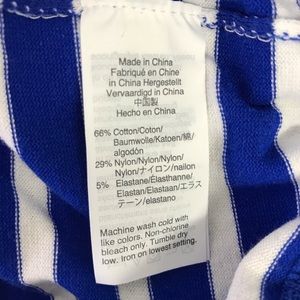 Made in China
Fabriqué en Chine
in China Hergestellt
Vervaardigd in China
中国製
Hecho en China
66% Cotton/Coton/
Baumwolle/Katoen/綿/
algodón
29% Nylon/Nylon/Nylon/
Nylon/ナイロン/nailon
5% Elastane/Élasthanne/
Elastan/Elastaan/エラス
テーン/elastano
Machine wash cold with
like colors. Non-chlorine
bleach only. Tumble dry
low. Iron on lowest setting.